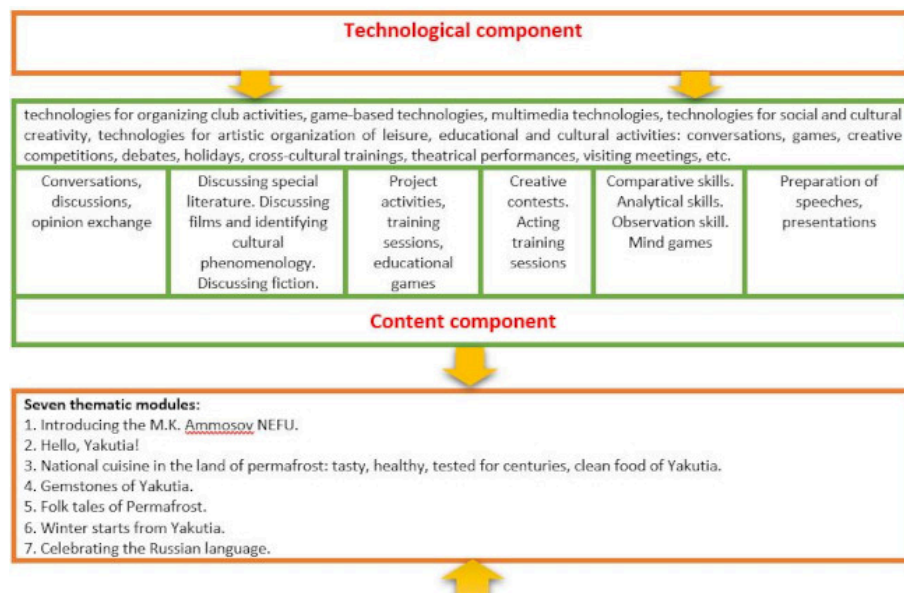 Technological component
technologies for organizing club activities, game-based technologies, multimedia technologies, technologies for social and cultural
creativity, technologies for artistic organization of leisure, educational and cultural activities: conversations, games, creative
competitions, debates, holidays, cross-cultural trainings, theatrical performances, visiting meetings, etc.
Conversations,
discussions,
opinion exchange
Discussing special
literature. Discussing
films and identifying
cultural
phenomenology.
Discussing fiction.
Project
activities,
training
sessions,
educational
games
Creative
contests.
Acting
training
sessions
Comparative skills.
Analytical skills.
Observation skill.
Mind games
Preparation of
speeches,
presentations
Content component
Seven thematic modules:
1. Introducing the M.K. Ammosov NEFU.
2. Hello, Yakutia!
3. National cuisine in the land of permafrost: tasty, healthy, tested for centuries, clean food of Yakutia.
4. Gemstones of Yakutia.
5. Folk tales of Permafrost.
6. Winter starts from Yakutia.
7. Celebrating the Russian language.